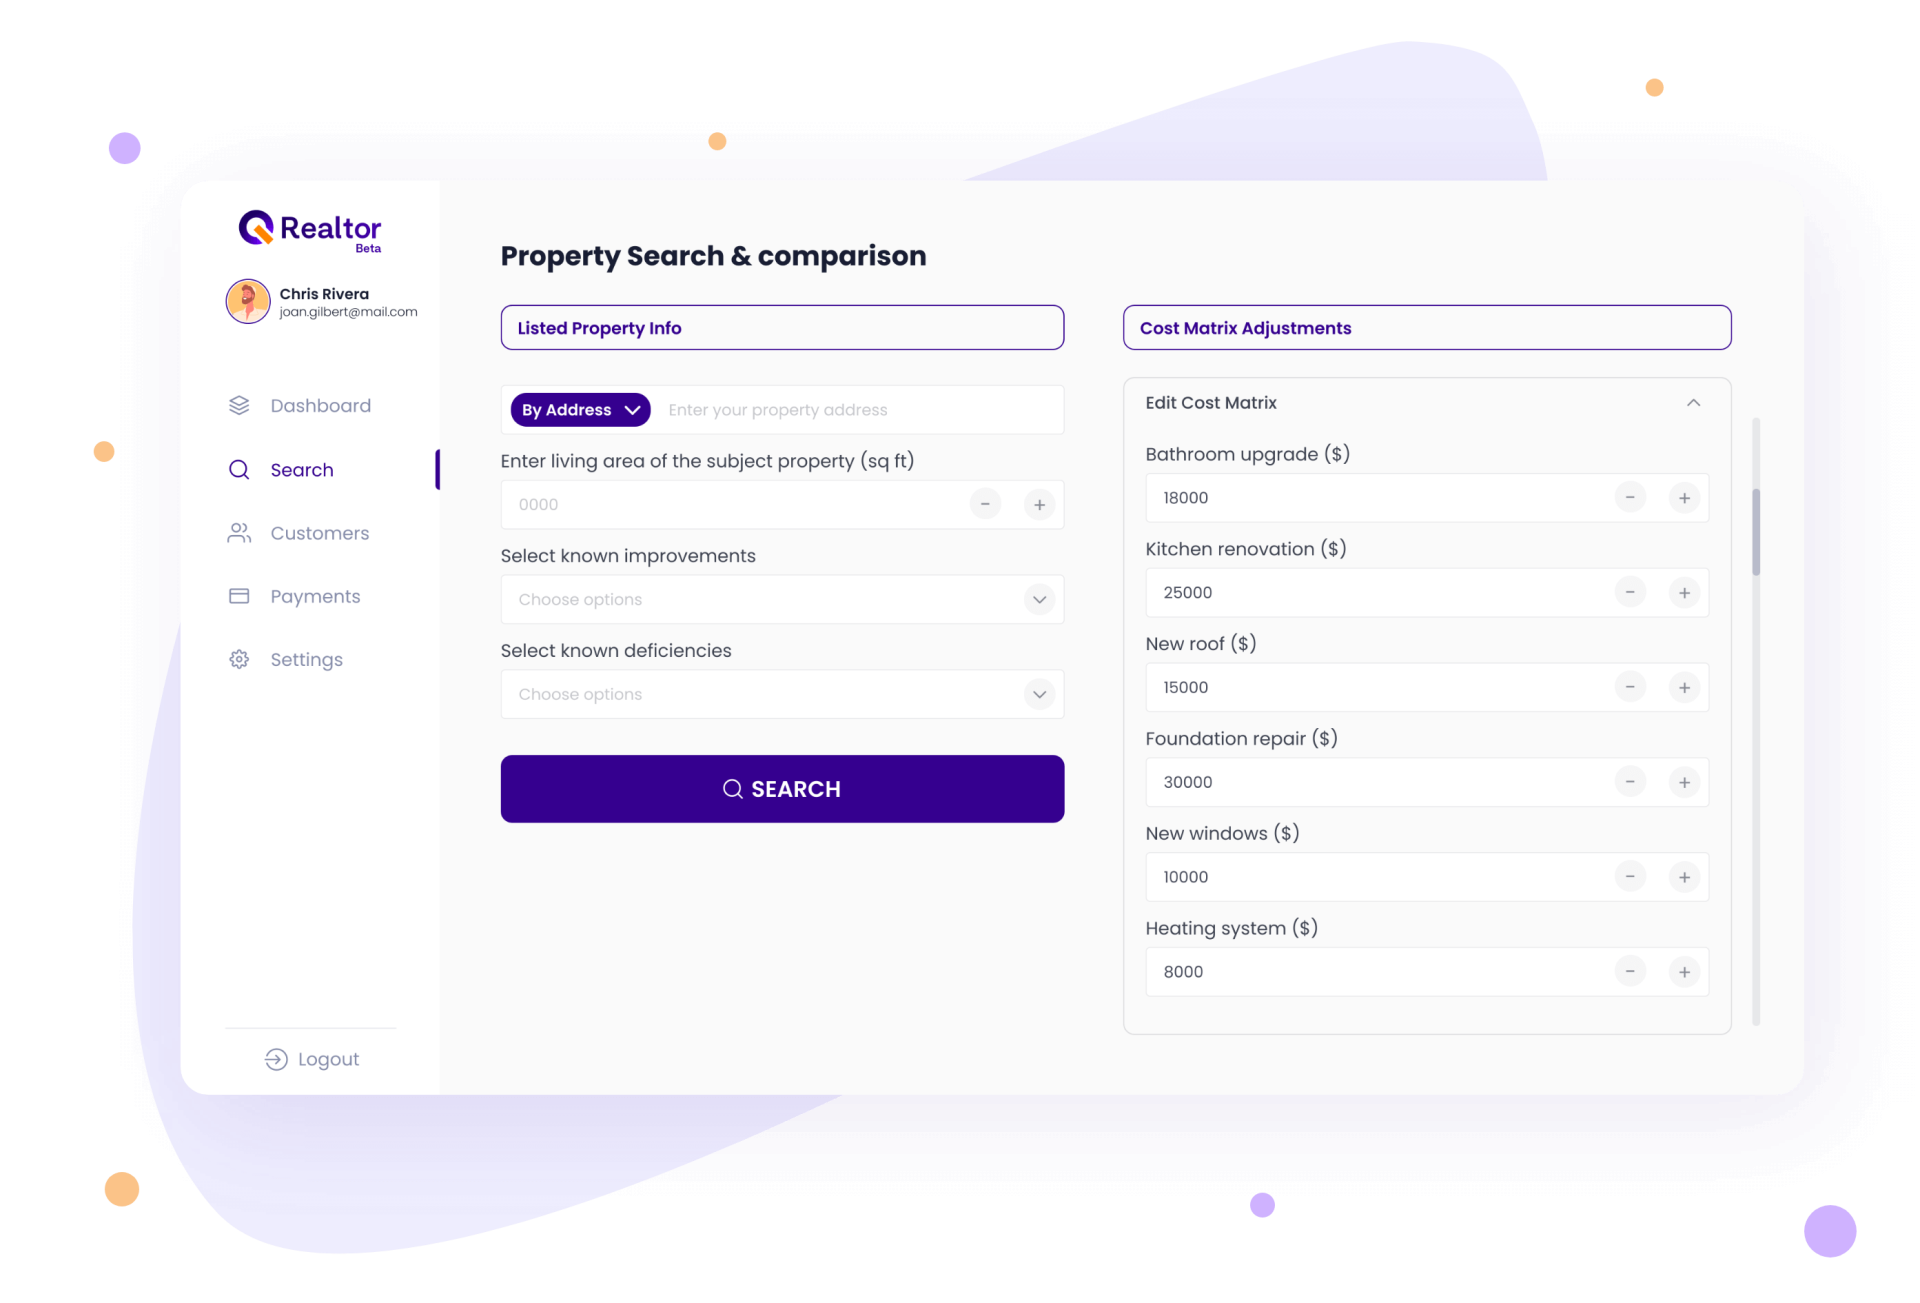 Realtor
Beta
Chris Rivera
joan.gilbert@mail.com
Dashboard
Search
Customers
Payments
Settings
Logout
Property Search & comparison
Listed Property Info
By Address
Enter your property address
Enter living area of the subject property (sq ft)
0000
Select known improvements
Choose options
Select known deficiencies
Choose options
SEARCH
Cost Matrix Adjustments
Edit Cost Matrix
Bathroom upgrade ($)
18000
Kitchen renovation ($)
25000
New roof ($)
15000
Foundation repair ($)
30000
New windows ($)
10000
Heating system ($)
8000